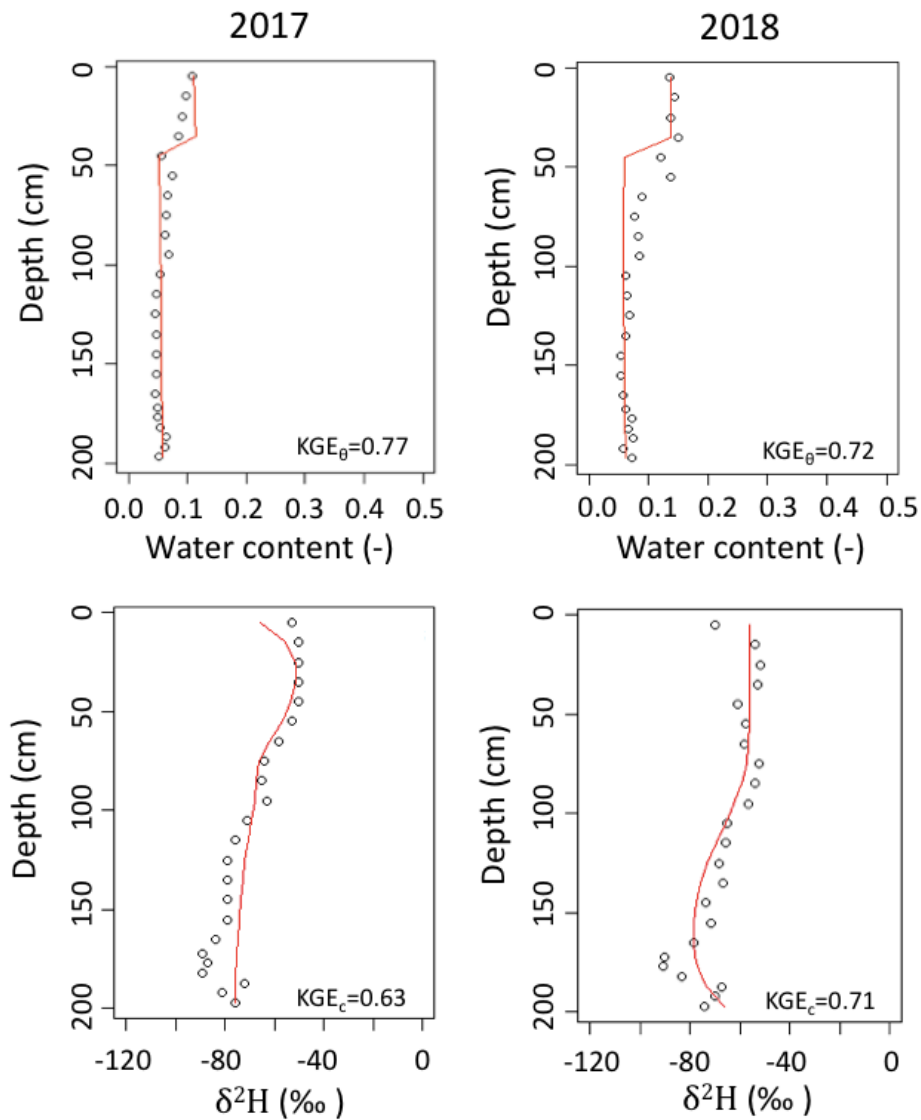 2017
2018
0
50
100
150
200
Depth (cm)
KGEθ=0.77
0.0 0.1 0.2 0.3 0.4 0.5
Water content (-)
0
50
100
150
200
Depth (cm)
KGEθ=0.72
0.0 0.1 0.2 0.3 0.4 0.5
Water content (-)
0
50
100
150
200
Depth (cm)
KGEc=0.63
-120 -80 -40 0
δ²H (‰ )
0
50
100
150
200
Depth (cm)
KGEc=0.71
-120 -80 -40 0
δ²H (‰ )